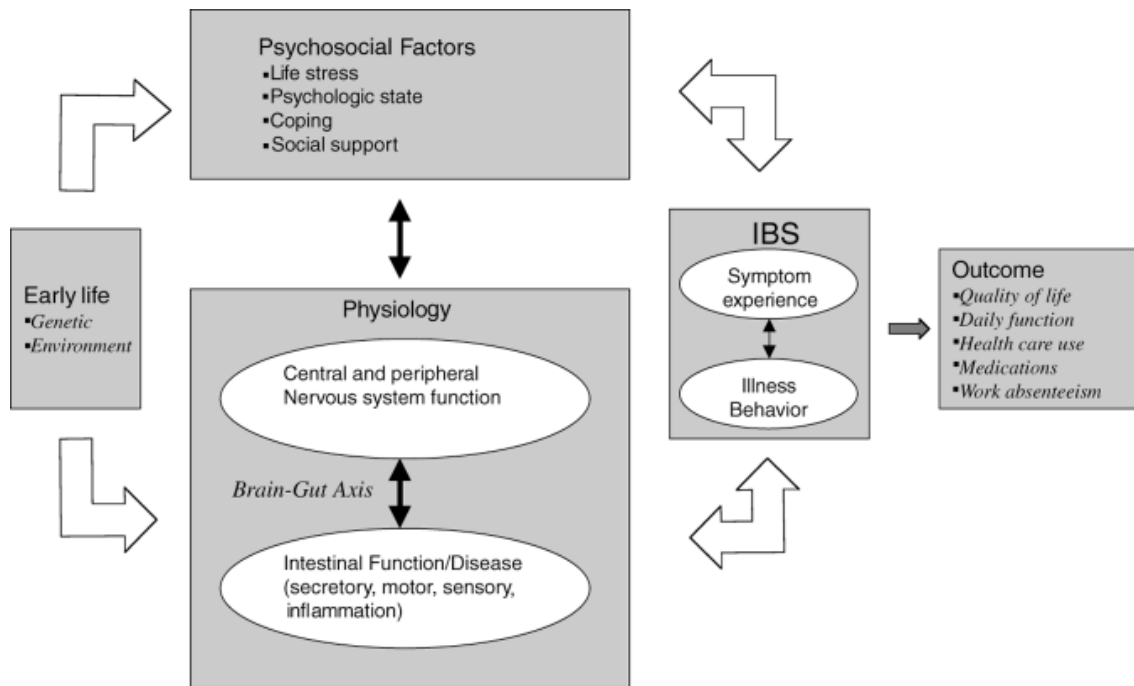 Psychosocial Factors
▪Life stress
▪Psychologic state
▪Coping
▪Social support
Early life
▪Genetic
▪Environment
Physiology
Central and peripheral
Nervous system function
Brain-Gut Axis
Intestinal Function/Disease
(secretory, motor, sensory,
inflammation)
IBS
Symptom
experience
Illness
Behavior
Outcome
▪Quality of life
▪Daily function
▪Health care use
▪Medications
▪Work absenteeism